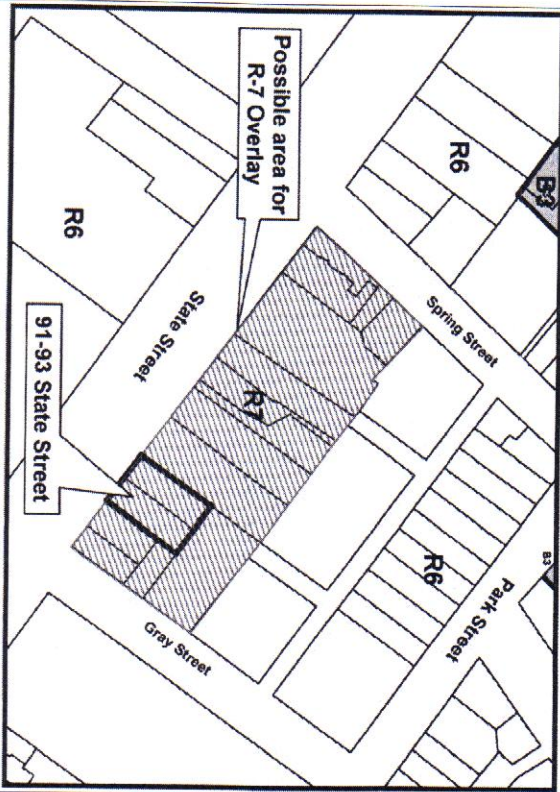 Possible area for
R-7 Overlay
R6
B3
R6
Spring Street
State Street
R7
91-93 State Street
R6
B3
Park Street
Gray Street